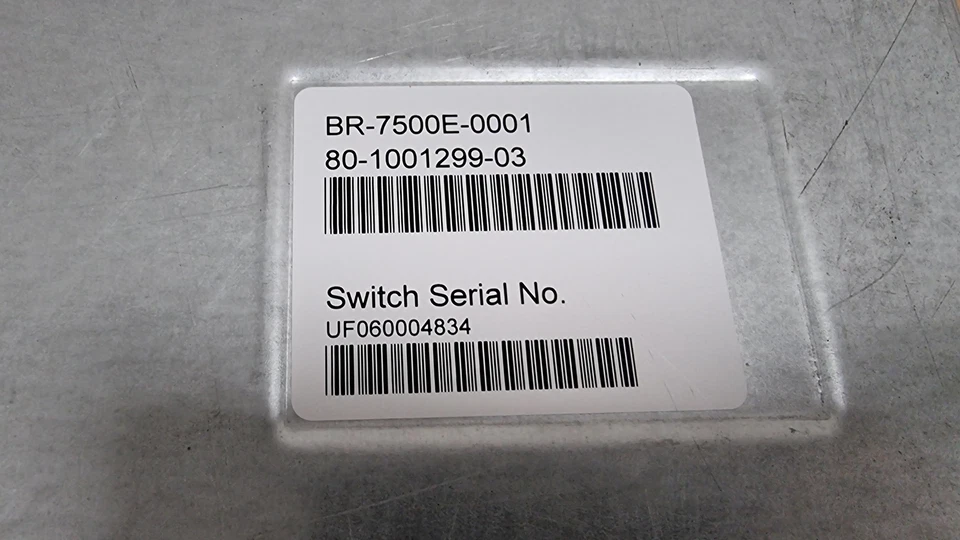 BR-7500E-0001
80-1001299-03
Switch Serial No.
UF060004834